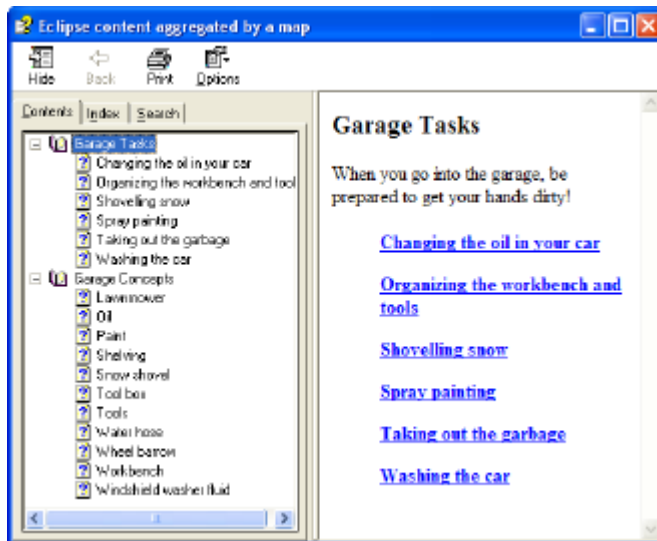 Eclipse content aggregated by a map
Hide Back Print Options
Contents Index Search
Garage Tasks
Changing the oil in your car
Organizing the workbench and tool
Shovelling snow
Spray painting
Taking out the garbage
Washing the car
Garage Concepts
Lawnmower
Oil
Paint
Shelving
Snow shovel
Tool box
Tools
Water hose
Wheel barrow
Workbench
Windshield washer fluid
Garage Tasks
When you go into the garage, be
prepared to get your hands dirty!
Changing the oil in your car
Organizing the workbench and
tools
Shovelling snow
Spray painting
Taking out the garbage
Washing the car